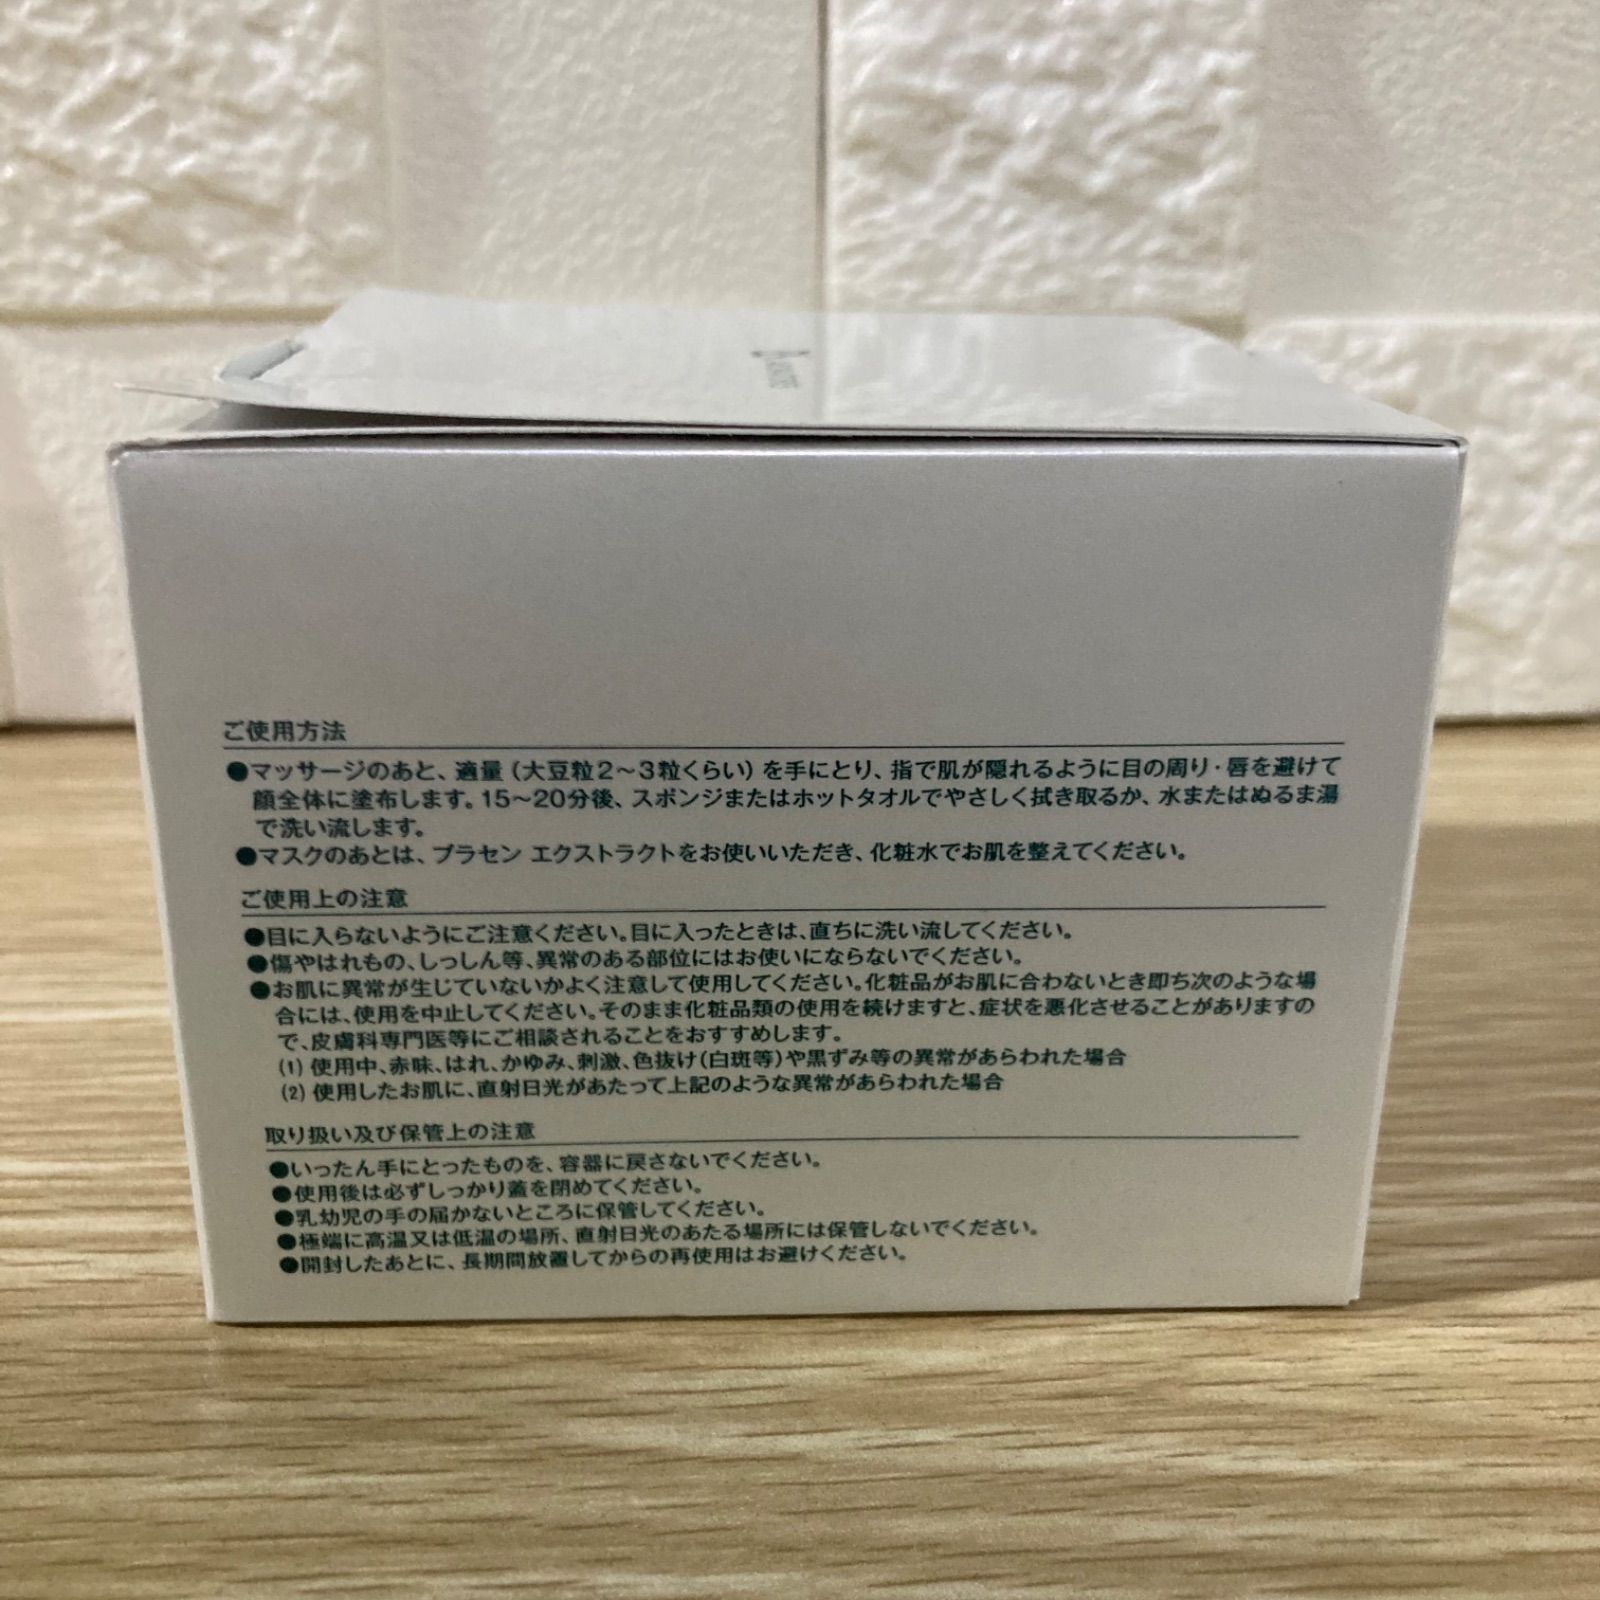 ご使用方法
●マッサージのあと、適量（大豆粒2～3粒くらい）を手にとり、指で肌が隠れるように目の周り・唇を避けて
顔全体に塗布します。15～20分後、スポンジまたはホットタオルでやさしく拭き取るか、水またはぬるま湯
で洗い流します。
●マスクのあとは、プラセン エクストラクトをお使いいただき、化粧水でお肌を整えてください。
ご使用上の注意
●目に入らないようにご注意ください。目に入ったときは、直ちに洗い流してください。
●傷やはれもの、しっしん等、異常のある部位にはお使いにならないでください。
●お肌に異常が生じていないかよく注意して使用してください。化粧品がお肌に合わないとき即ち次のような場
合には、使用を中止してください。そのまま化粧品類の使用を続けますと、症状を悪化させることがありますの
で、皮膚科専門医等にご相談されることをおすすめします。
(1) 使用中、赤味、はれ、かゆみ、刺激、色抜け(白斑等)や黒ずみ等の異常があらわれた場合
(2) 使用したお肌に、直射日光があたって上記のような異常があらわれた場合
取り扱い及び保管上の注意
●いったん手にとったものを、容器に戻さないでください。
●使用後は必ずしっかり蓋を閉めてください。
●乳幼児の手の届かないところに保管してください。
●極端に高温又は低温の場所、直射日光のあたる場所には保管しないでください。
●開封したあとに、長期間放置してからの再使用はお避けください。